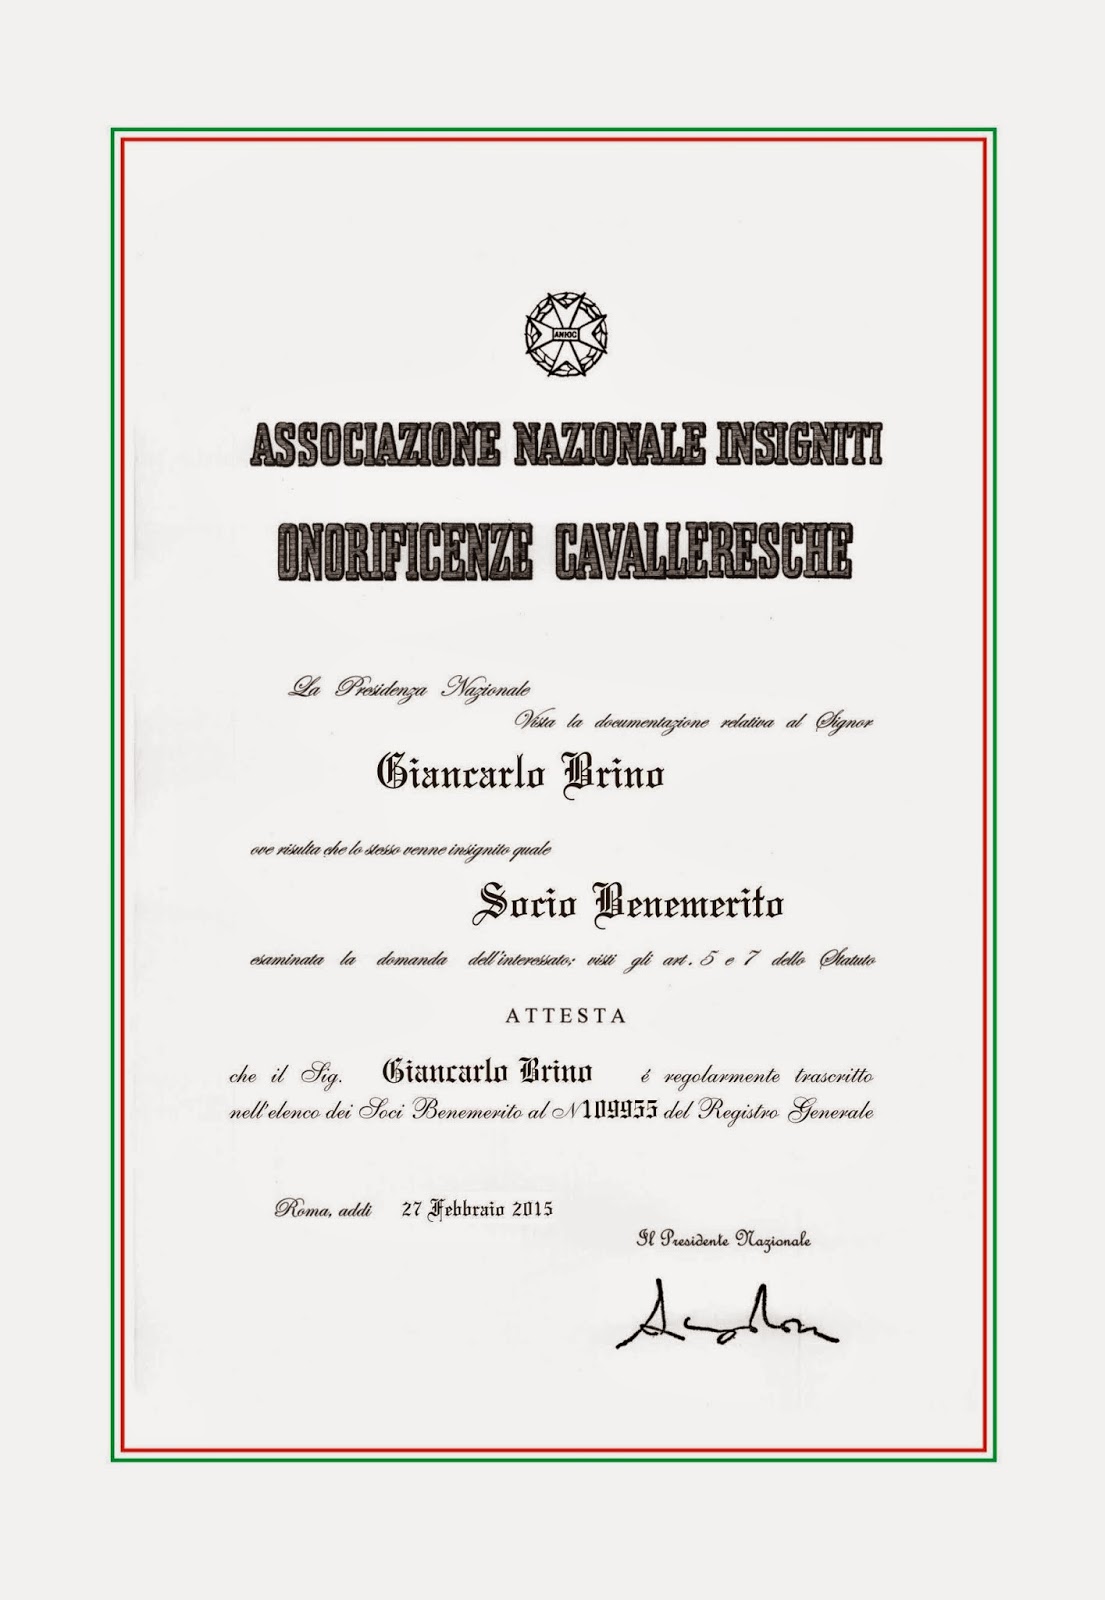 ANIOC
ASSOCIAZIONE NAZIONALE INSIGNITI
ONORIFICENZE CAVALLERESCHE
La Presidenza Nazionale
Vista la documentazione relativa al Signor
Giancarlo Brino
ove risulta che lo stesso venne insignito quale
Socio Benemerito
esaminata la domanda dell'interessato; visti gli art. 5 e 7 dello Statuto
ATTESTA
che il Sig. Giancarlo Brino é regolarmente trascritto
nell'elenco dei Soci Benemerito al N 109955 del Registro Generale
Roma, addì 27 Febbraio 2015
Il Presidente Nazionale